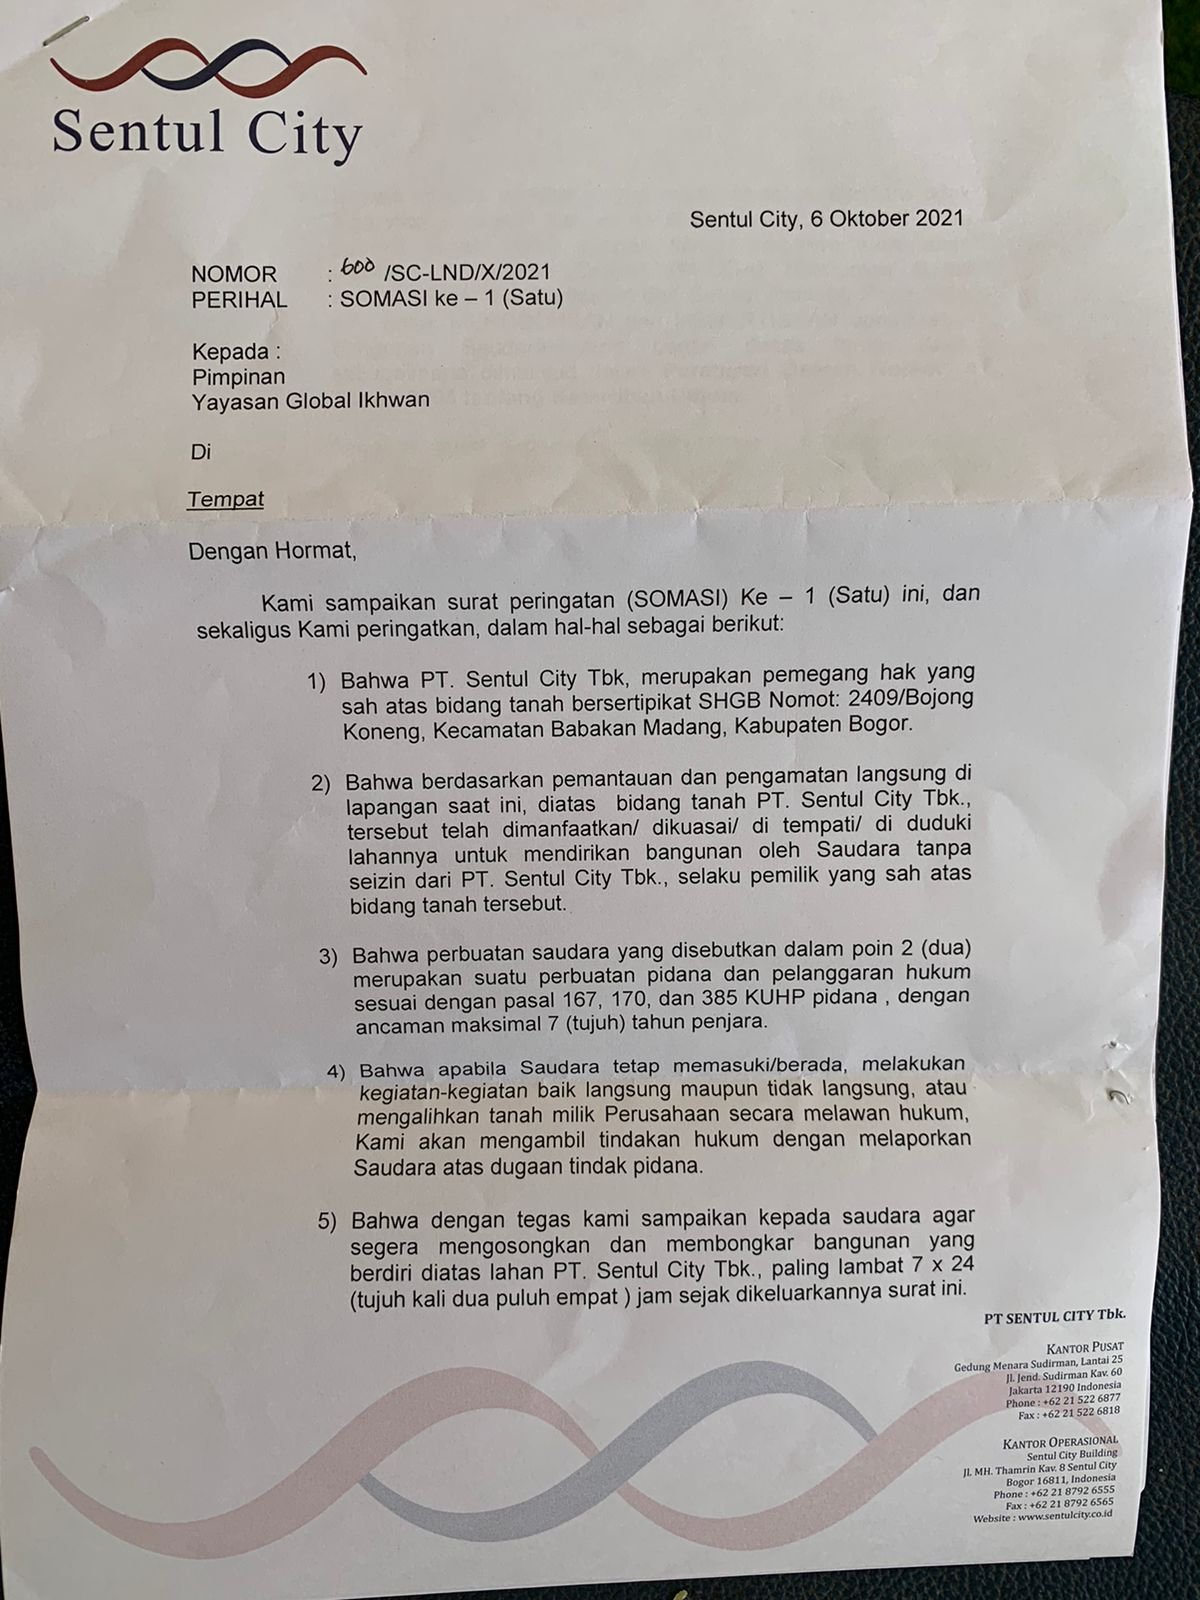 Sentul City
Sentul City, 6 Oktober 2021
NOMOR : 600 /SC-LND/X/2021
PERIHAL : SOMASI ke – 1 (Satu)
Kepada :
Pimpinan
Yayasan Global Ikhwan
Di
Tempat
Dengan Hormat,
Kami sampaikan surat peringatan (SOMASI) Ke – 1 (Satu) ini, dan
sekaligus Kami peringatkan, dalam hal-hal sebagai berikut:
1) Bahwa PT. Sentul City Tbk, merupakan pemegang hak yang
sah atas bidang tanah bersertipikat SHGB Nomot: 2409/Bojong
Koneng, Kecamatan Babakan Madang, Kabupaten Bogor.
2) Bahwa berdasarkan pemantauan dan pengamatan langsung di
lapangan saat ini, diatas bidang tanah PT. Sentul City Tbk.,
tersebut telah dimanfaatkan/ dikuasai/ di tempati/ di duduki
lahannya untuk mendirikan bangunan oleh Saudara tanpa
seizin dari PT. Sentul City Tbk., selaku pemilik yang sah atas
bidang tanah tersebut.
3) Bahwa perbuatan saudara yang disebutkan dalam poin 2 (dua)
merupakan suatu perbuatan pidana dan pelanggaran hukum
sesuai dengan pasal 167, 170, dan 385 KUHP pidana , dengan
ancaman maksimal 7 (tujuh) tahun penjara.
4) Bahwa apabila Saudara tetap memasuki/berada, melakukan
kegiatan-kegiatan baik langsung maupun tidak langsung, atau
mengalihkan tanah milik Perusahaan secara melawan hukum,
Kami akan mengambil tindakan hukum dengan melaporkan
Saudara atas dugaan tindak pidana.
5) Bahwa dengan tegas kami sampaikan kepada saudara agar
segera mengosongkan dan membongkar bangunan yang
berdiri diatas lahan PT. Sentul City Tbk., paling lambat 7 x 24
(tujuh kali dua puluh empat ) jam sejak dikeluarkannya surat ini.
PT SENTUL CITY Tbk.
KANTOR PUSAT
Gedung Menara Sudirman, Lantai 25
Jl. Jend. Sudirman Kav. 60
Jakarta 12190 Indonesia
Phone : +62 21 522 6877
Fax : +62 21 522 6818
KANTOR OPERASIONAL
Sentul City Building
Jl. MH. Thamrin Kav. 8 Sentul City
Bogor 16811, Indonesia
Phone : +62 21 8792 6555
Fax : +62 21 8792 6565
Website : www.sentulcity.co.id